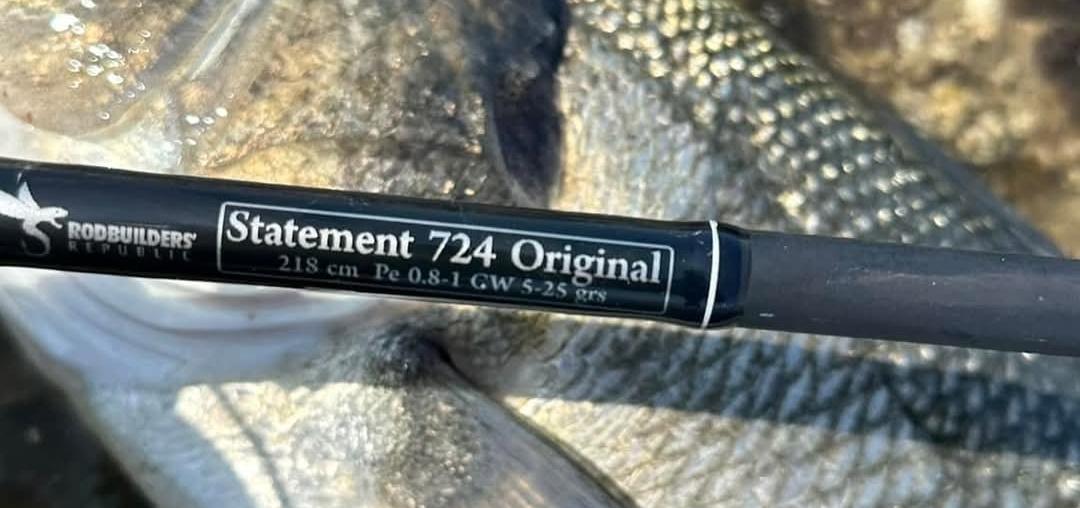 RODBUILDERS'
REPUBLIC
Statement 724 Original
218 cm Pe 0.8-1 GW 5-25 grs